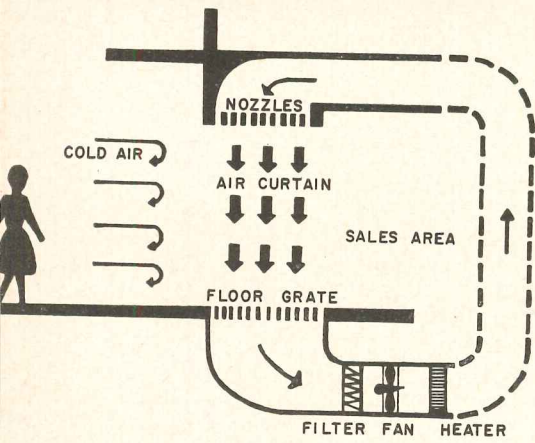 NOZZLES
COLD AIR
AIR CURTAIN
SALES AREA
FLOOR GRATE
FILTER FAN HEATER